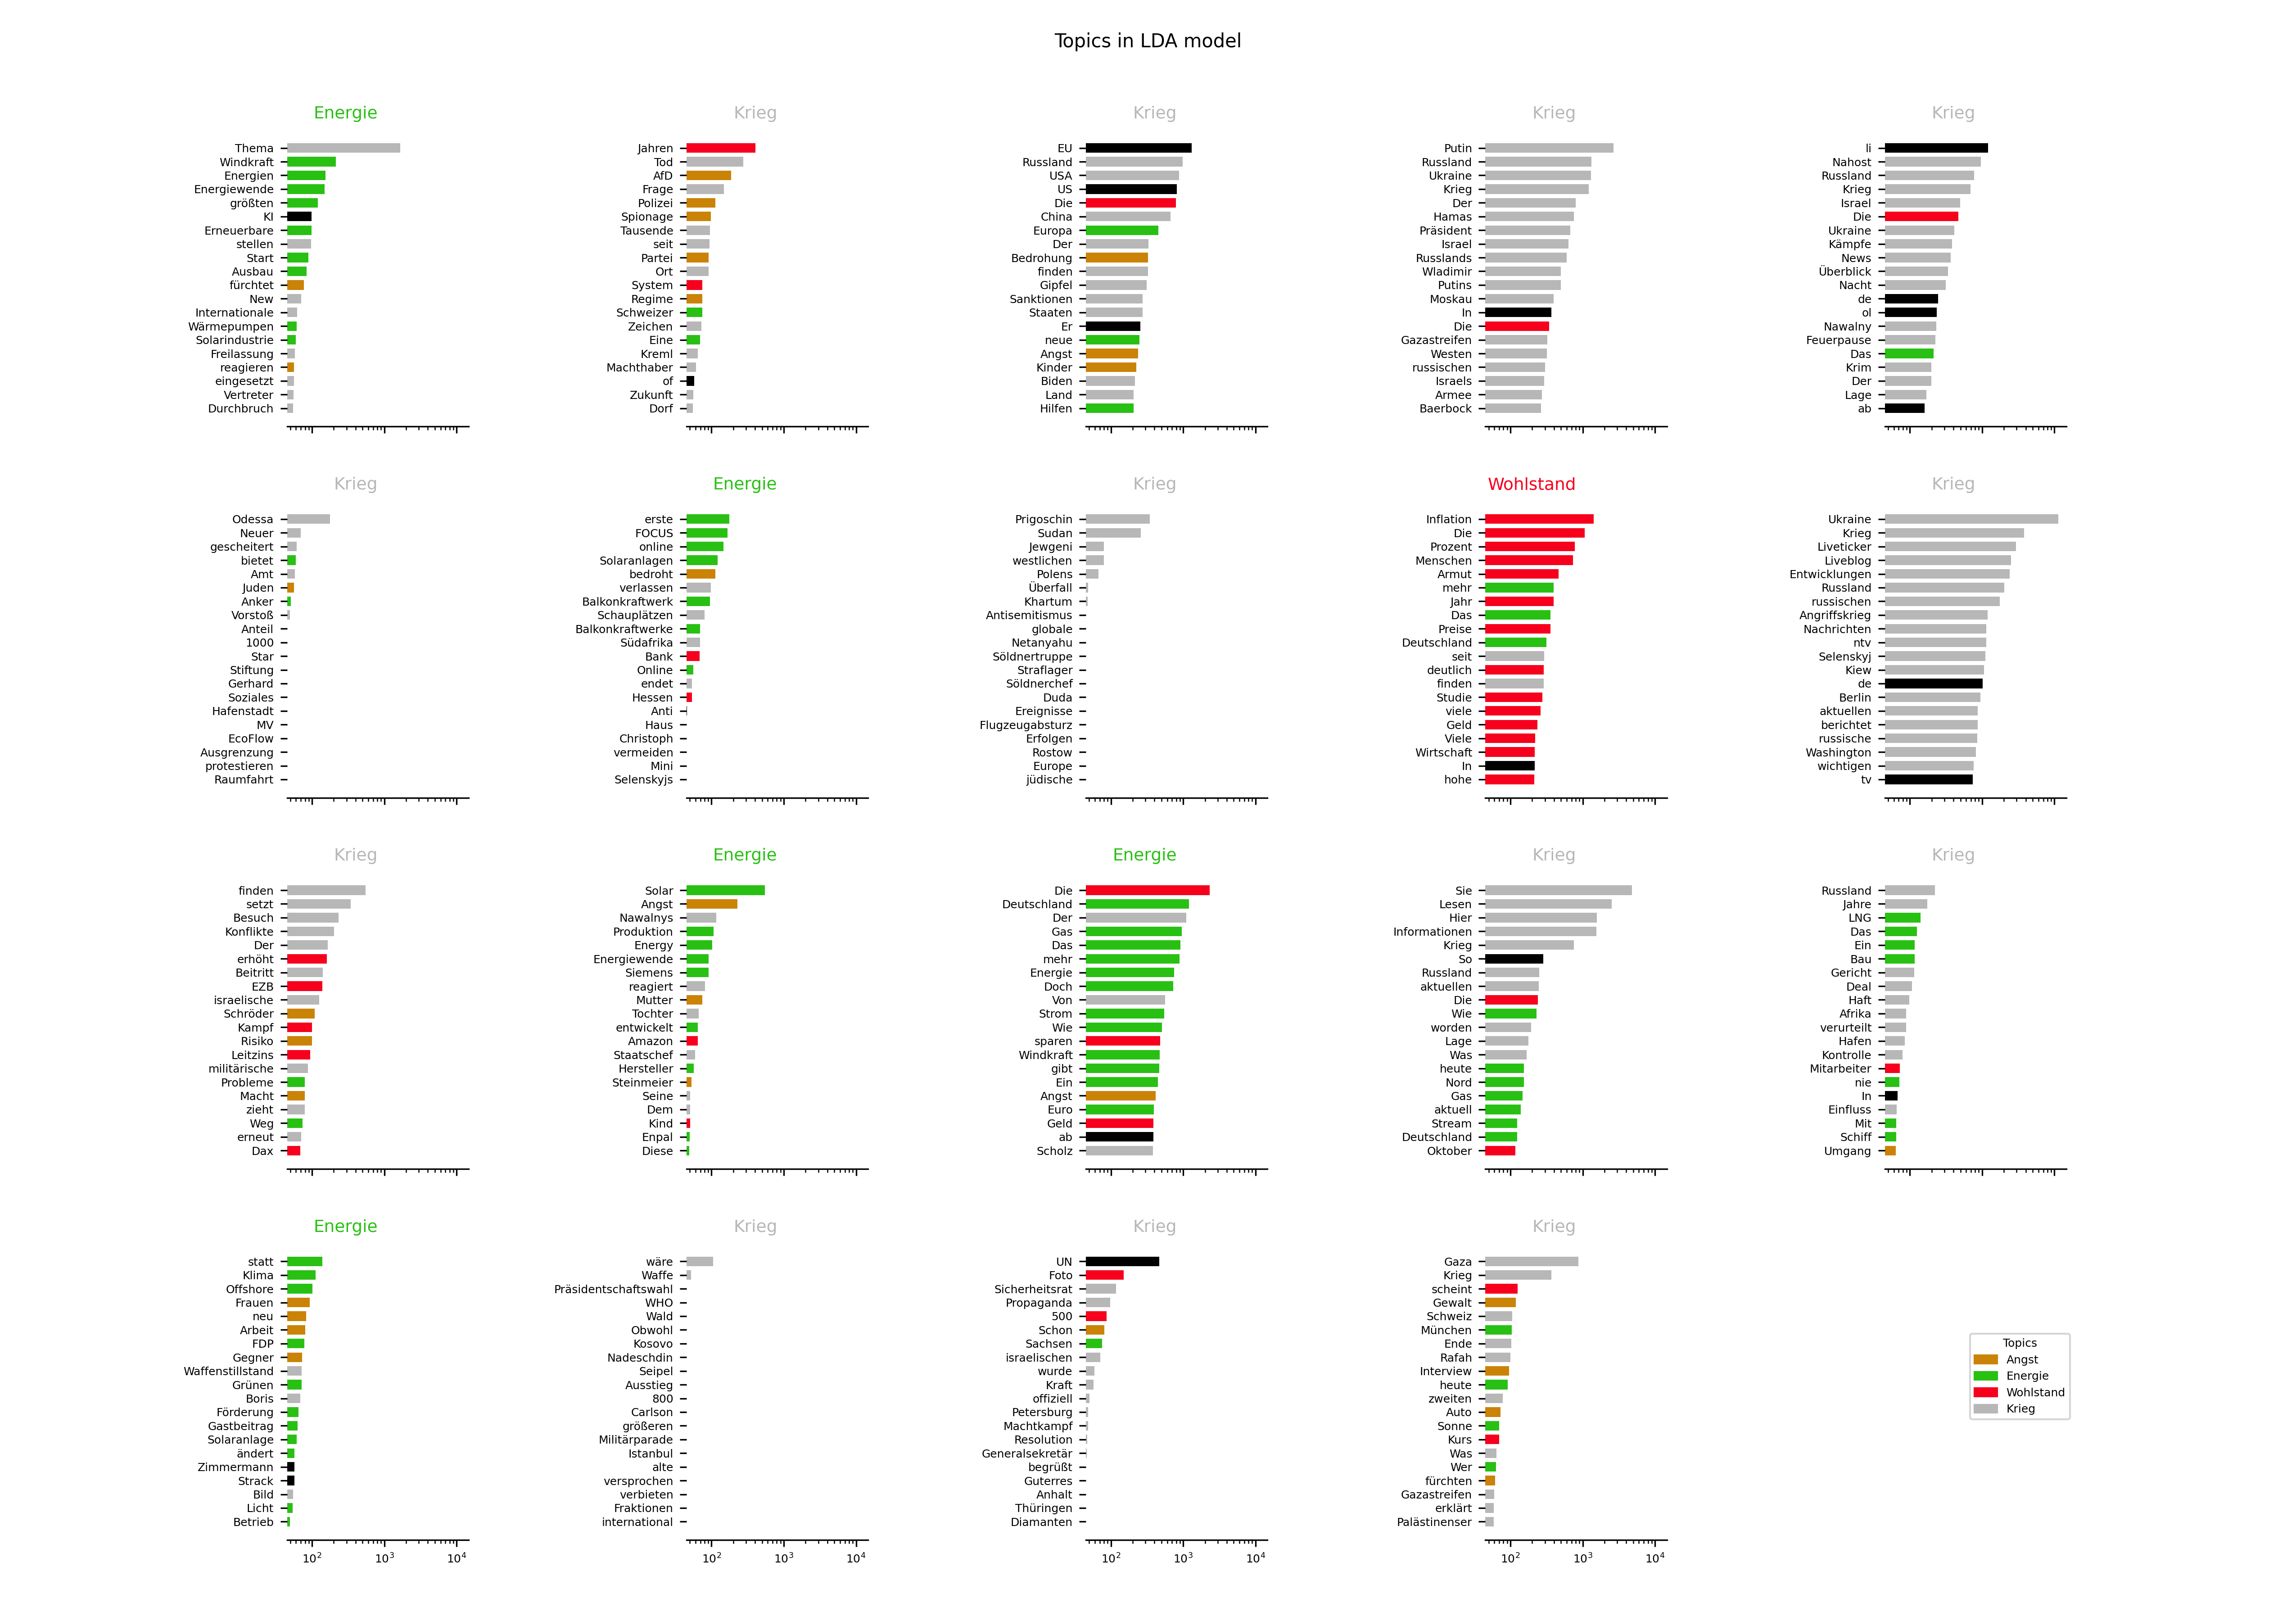 Topics in LDA model
Energie
Thema
Windkraft
Energien
Energiewende
größten
KI
Erneuerbare
stellen
Start
Ausbau
fürchtet
New
Internationale
Wärmepumpen
Solarindustrie
Freilassung
reagieren
eingesetzt
Vertreter
Durchbruch
Krieg
Jahren
Tod
AfD
Frage
Polizei
Spionage
Tausende
seit
Partei
Ort
System
Regime
Schweizer
Zeichen
Eine
Kreml
Machthaber
of
Zukunft
Dorf
Krieg
EU
Russland
USA
US
Die
China
Europa
Der
Bedrohung
finden
Gipfel
Sanktionen
Staaten
Er
neue
Angst
Kinder
Biden
Land
Hilfen
Krieg
Putin
Russland
Ukraine
Krieg
Der
Hamas
Präsident
Israel
Russlands
Wladimir
Putins
Moskau
In
Die
Gazastreifen
Westen
russischen
Israels
Armee
Baerbock
Krieg
li
Nahost
Russland
Krieg
Israel
Die
Ukraine
Kämpfe
News
Überblick
Nacht
de
ol
Nawalny
Feuerpause
Das
Krim
Der
Lage
ab
Krieg
Odessa
Neuer
gescheitert
bietet
Amt
Juden
Anker
Vorstoß
Anteil
1000
Star
Stiftung
Gerhard
Soziales
Hafenstadt
MV
EcoFlow
Ausgrenzung
protestieren
Raumfahrt
Energie
erste
FOCUS
online
Solaranlagen
bedroht
verlassen
Balkonkraftwerk
Schauplätzen
Balkonkraftwerke
Südafrika
Bank
Online
endet
Hessen
Anti
Haus
Christoph
vermeiden
Mini
Selenskyjs
Krieg
Prigoschin
Sudan
Jewgeni
westlichen
Polens
Überfall
Khartum
Antisemitismus
globale
Netanyahu
Söldnertruppe
Straflager
Söldnerchef
Duda
Ereignisse
Flugzeugabsturz
Erfolgen
Rostow
Europe
jüdische
Wohlstand
Inflation
Die
Prozent
Menschen
Armut
mehr
Jahr
Das
Preise
Deutschland
seit
deutlich
finden
Studie
viele
Geld
Viele
Wirtschaft
In
hohe
Krieg
Ukraine
Krieg
Liveticker
Liveblog
Entwicklungen
Russland
russischen
Angriffskrieg
Nachrichten
ntv
Selenskyj
Kiew
de
Berlin
aktuellen
berichtet
russische
Washington
wichtigen
tv
Krieg
finden
setzt
Besuch
Konflikte
Der
erhöht
Beitritt
EZB
israelische
Schröder
Kampf
Risiko
Leitzins
militärische
Probleme
Macht
zieht
Weg
erneut
Dax
Energie
Solar
Angst
Nawalnys
Produktion
Energy
Energiewende
Siemens
reagiert
Mutter
Tochter
entwickelt
Amazon
Staatschef
Hersteller
Steinmeier
Seine
Dem
Kind
Enpal
Diese
Energie
Die
Deutschland
Der
Gas
Das
mehr
Energie
Doch
Von
Strom
Wie
sparen
Windkraft
gibt
Ein
Angst
Euro
Geld
ab
Scholz
Krieg
Sie
Lesen
Hier
Informationen
Krieg
So
Russland
aktuellen
Die
Wie
worden
Lage
Was
heute
Nord
Gas
aktuell
Stream
Deutschland
Oktober
Krieg
Russland
Jahre
LNG
Das
Ein
Bau
Gericht
Deal
Haft
Afrika
verurteilt
Hafen
Kontrolle
Mitarbeiter
nie
In
Einfluss
Mit
Schiff
Umgang
Energie
statt
Klima
Offshore
Frauen
neu
Arbeit
FDP
Gegner
Waffenstillstand
Grünen
Boris
Förderung
Gastbeitrag
Solaranlage
ändert
Zimmermann
Strack
Bild
Licht
Betrieb
10² 10³ 10⁴
Krieg
wäre
Waffe
Präsidentschaftswahl
WHO
Wald
Obwohl
Kosovo
Nadeschdin
Seipel
Ausstieg
800
Carlson
größeren
Militärparade
Istanbul
alte
versprochen
verbieten
Fraktionen
international
10² 10³ 10⁴
Krieg
UN
Foto
Sicherheitsrat
Propaganda
500
Schon
Sachsen
israelischen
wurde
Kraft
offiziell
Petersburg
Machtkampf
Resolution
Generalsekretär
begrüßt
Guterres
Anhalt
Thüringen
Diamanten
10² 10³ 10⁴
Krieg
Gaza
Krieg
scheint
Gewalt
Schweiz
München
Ende
Rafah
Interview
heute
zweiten
Auto
Sonne
Kurs
Was
Wer
fürchten
Gazastreifen
erklärt
Palästinenser
10² 10³ 10⁴
Topics
Angst
Energie
Wohlstand
Krieg